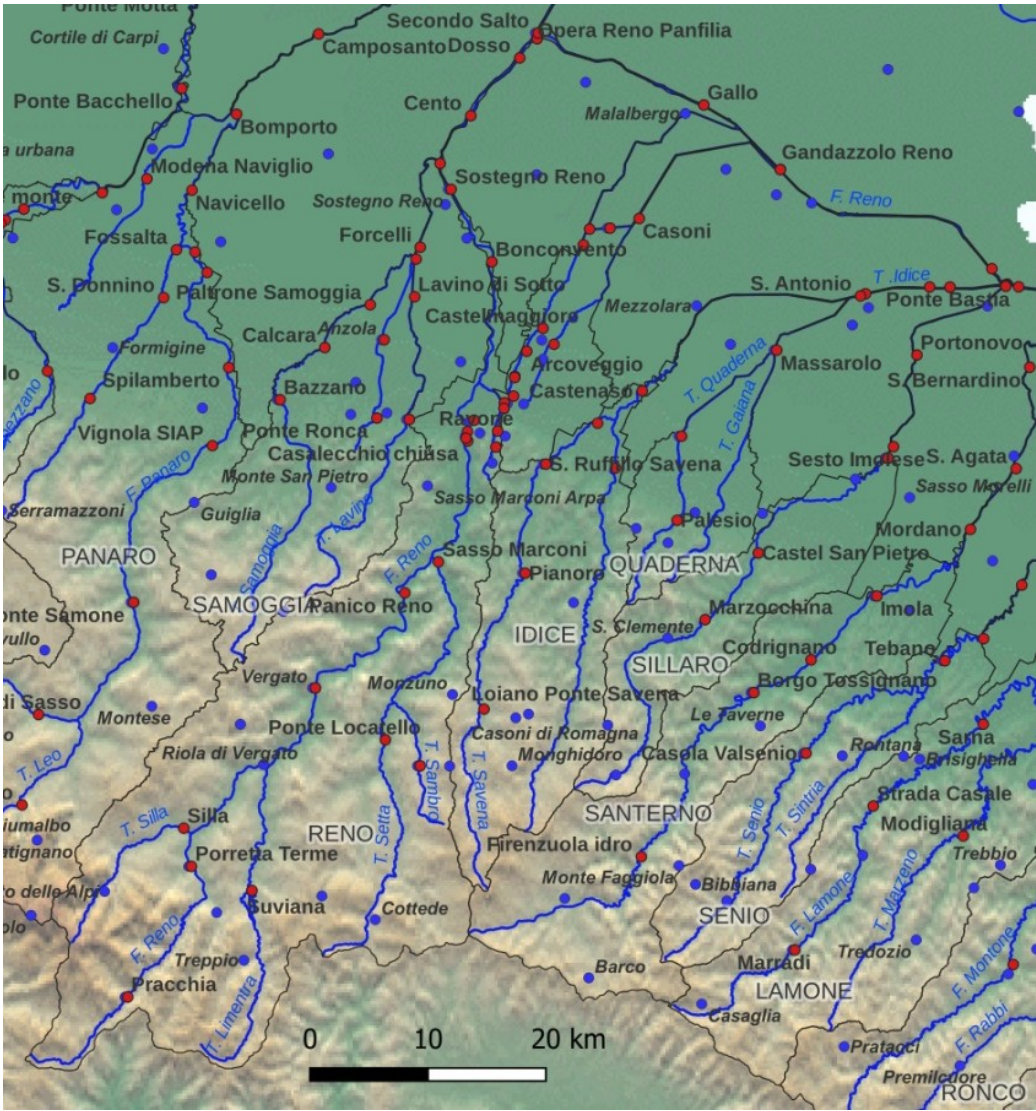 Ponte Motta
Cortile di Carpi
Secondo Salto
Opera Reno Panfilia
Camposanto
Dosso
Ponte Bacchello
Bomporto
Cento
Gallo
Malalbergo
a urbana
Modena Naviglio
Gandazzolo Reno
monte
Navicello
Sostegno Reno
Sostegno Reno
F. Reno
Fossalta
Forcelli
Bonconvento
Casoni
S. Donnino
Paltrone Samoggia
Lavino di Sotto
Mezzolara
S. Antonio
T. Idice
Ponte Bastia
Calcara
Anzola
Castelmaggiore
Formigine
Spilamberto
Bazzano
Arcoveggio
Castenaso
T. Quaderna
Massarolo
Portonovo
S. Bernardino
lo
T. Gaiana
Vignola SIAP
Ponte Ronca
Ravone
Casalecchio chiusa
F. Panaro
Monte San Pietro
S. Ruffillo Savena
Sesto Imolese
S. Agata
Sasso Morelli
Serramazzoni
Guiglia
Sasso Marconi Arpa
T. Lavino
Palesio
Mordano
PANARO
Samoggia
F. Reno
Sasso Marconi
Pianoro
QUADERNA
Castel San Pietro
SAMOGGIA
Panico Reno
onte Samone
vullo
IDICE
S. Clemente
Marzocchina
Imola
SILLARO
Codrignano
Tebano
di Sasso
Vergato
Monzuno
Loiano Ponte Savena
Borgo Tossignano
Montese
Riola di Vergato
Ponte Locatello
Casoni di Romagna
Monghidoro
Le Taverne
Casola Valsenio
Rontana
Sarna
Brisighella
T. Leo
T. Sambro
T. Savena
T. Silla
Silla
RENO
T. Setta
SANTERNO
T. Senio
T. Sintria
Strada Casale
Modigliana
Trebbio
iumalbo
atignano
Porretta Terme
Firenzuola idro
Monte Faggiola
Bibbiana
o delle Alpi
Suviana
Cottede
SENIO
F. Lamone
T. Marzeno
olo
F. Reno
Treppio
Tredozio
Pracchia
T. Limentra
Barco
Marradi
LAMONE
F. Montone
Casaglia
F. Rabbi
Pratacci
Premilcuore
RONCO
0 10 20 km